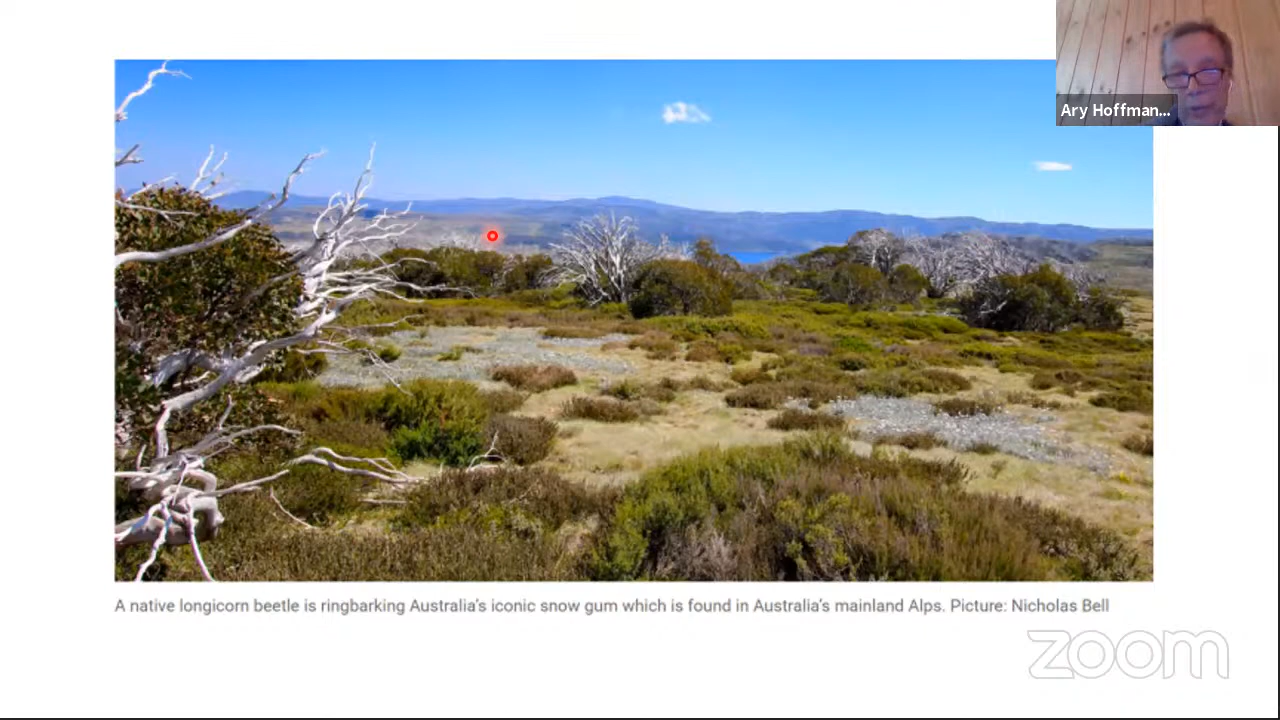 Ary Hoffman...
A native longicorn beetle is ringbarking Australia's iconic snow gum which is found in Australia's mainland Alps. Picture: Nicholas Bell
zoom